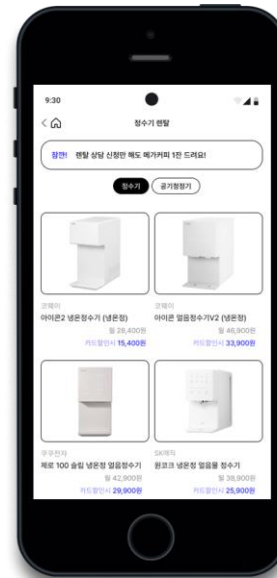 9:30
정수기 렌탈
잠깐! 렌탈 상담 신청만 해도 메가커피 1잔 드려요!
정수기 공기청정기
코웨이 코웨이
아이콘2 냉온정수기 (냉온정) 아이콘 얼음정수기V2 (냉온정)
월 28,400원 월 46,900원
카드할인시 15,400원 카드할인시 33,900원
쿠쿠전자 SK매직
제로 100 슬림 냉온정 얼음정수기 원코크 냉온정 얼음물 정수기
월 42,900원 월 38,900원
카드할인시 29,900원 카드할인시 25,900원